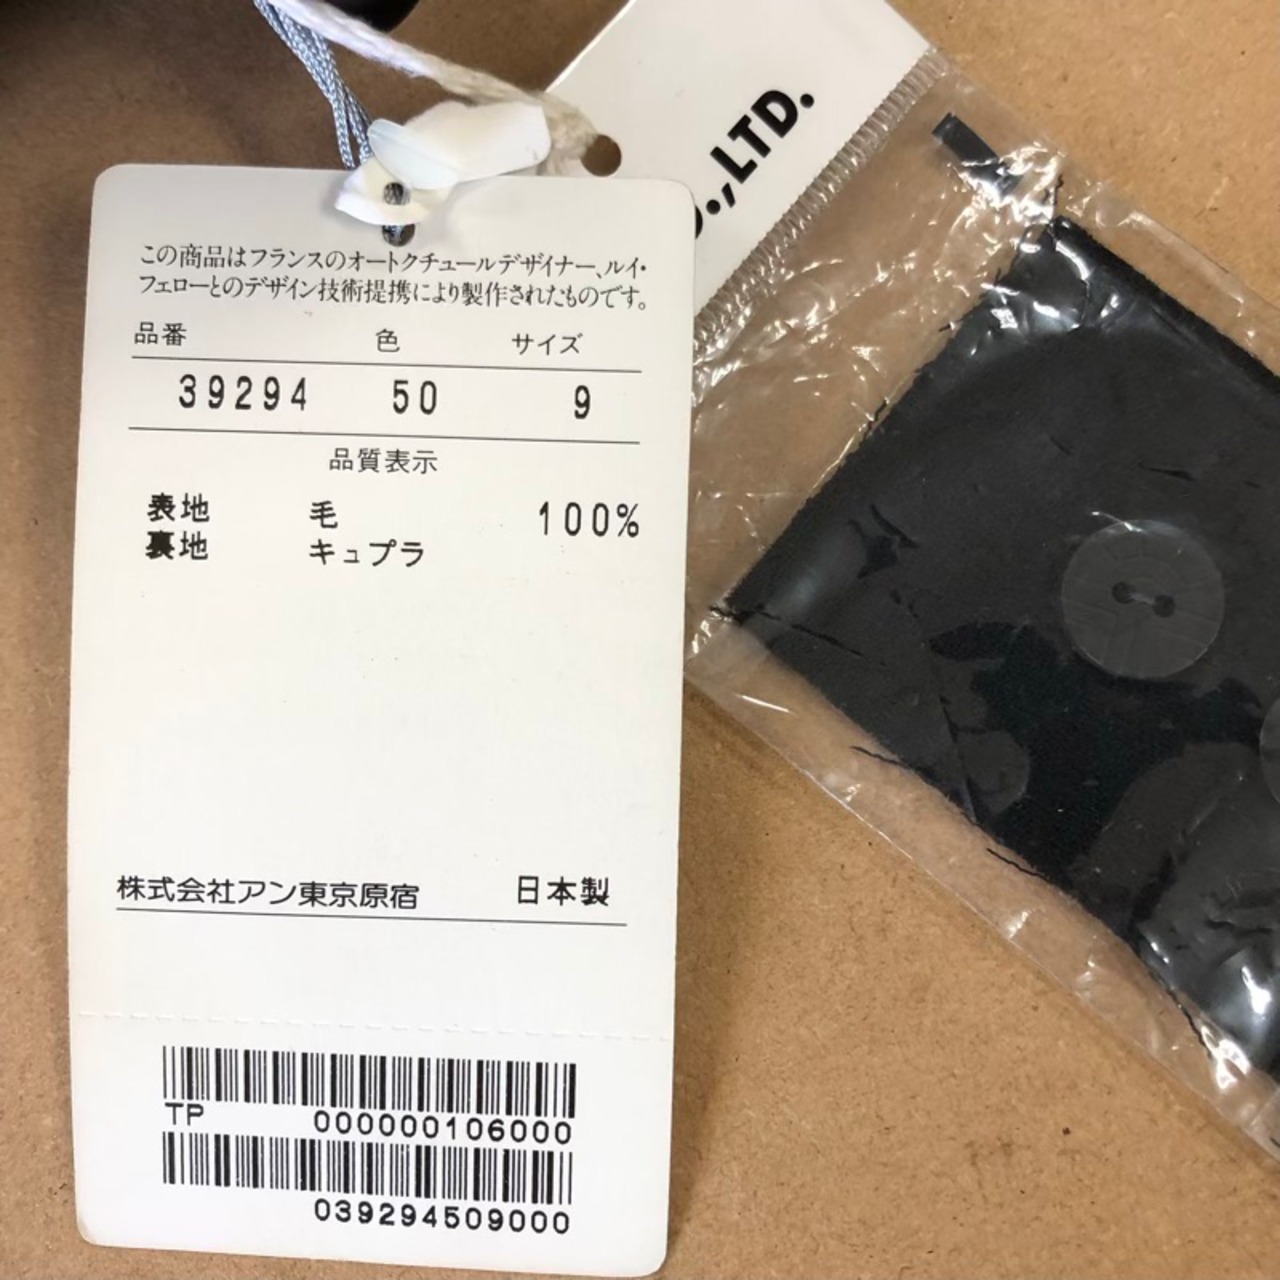 .,LTD.
この商品はフランスのオートクチュールデザイナー、ルイ・
フェローとのデザイン技術提携により製作されたものです。
品番 色 サイズ
39294 50 9
品質表示
表地 毛 100%
裏地 キュプラ
株式会社アン東京原宿 日本製
TP 000000106000
039294509000